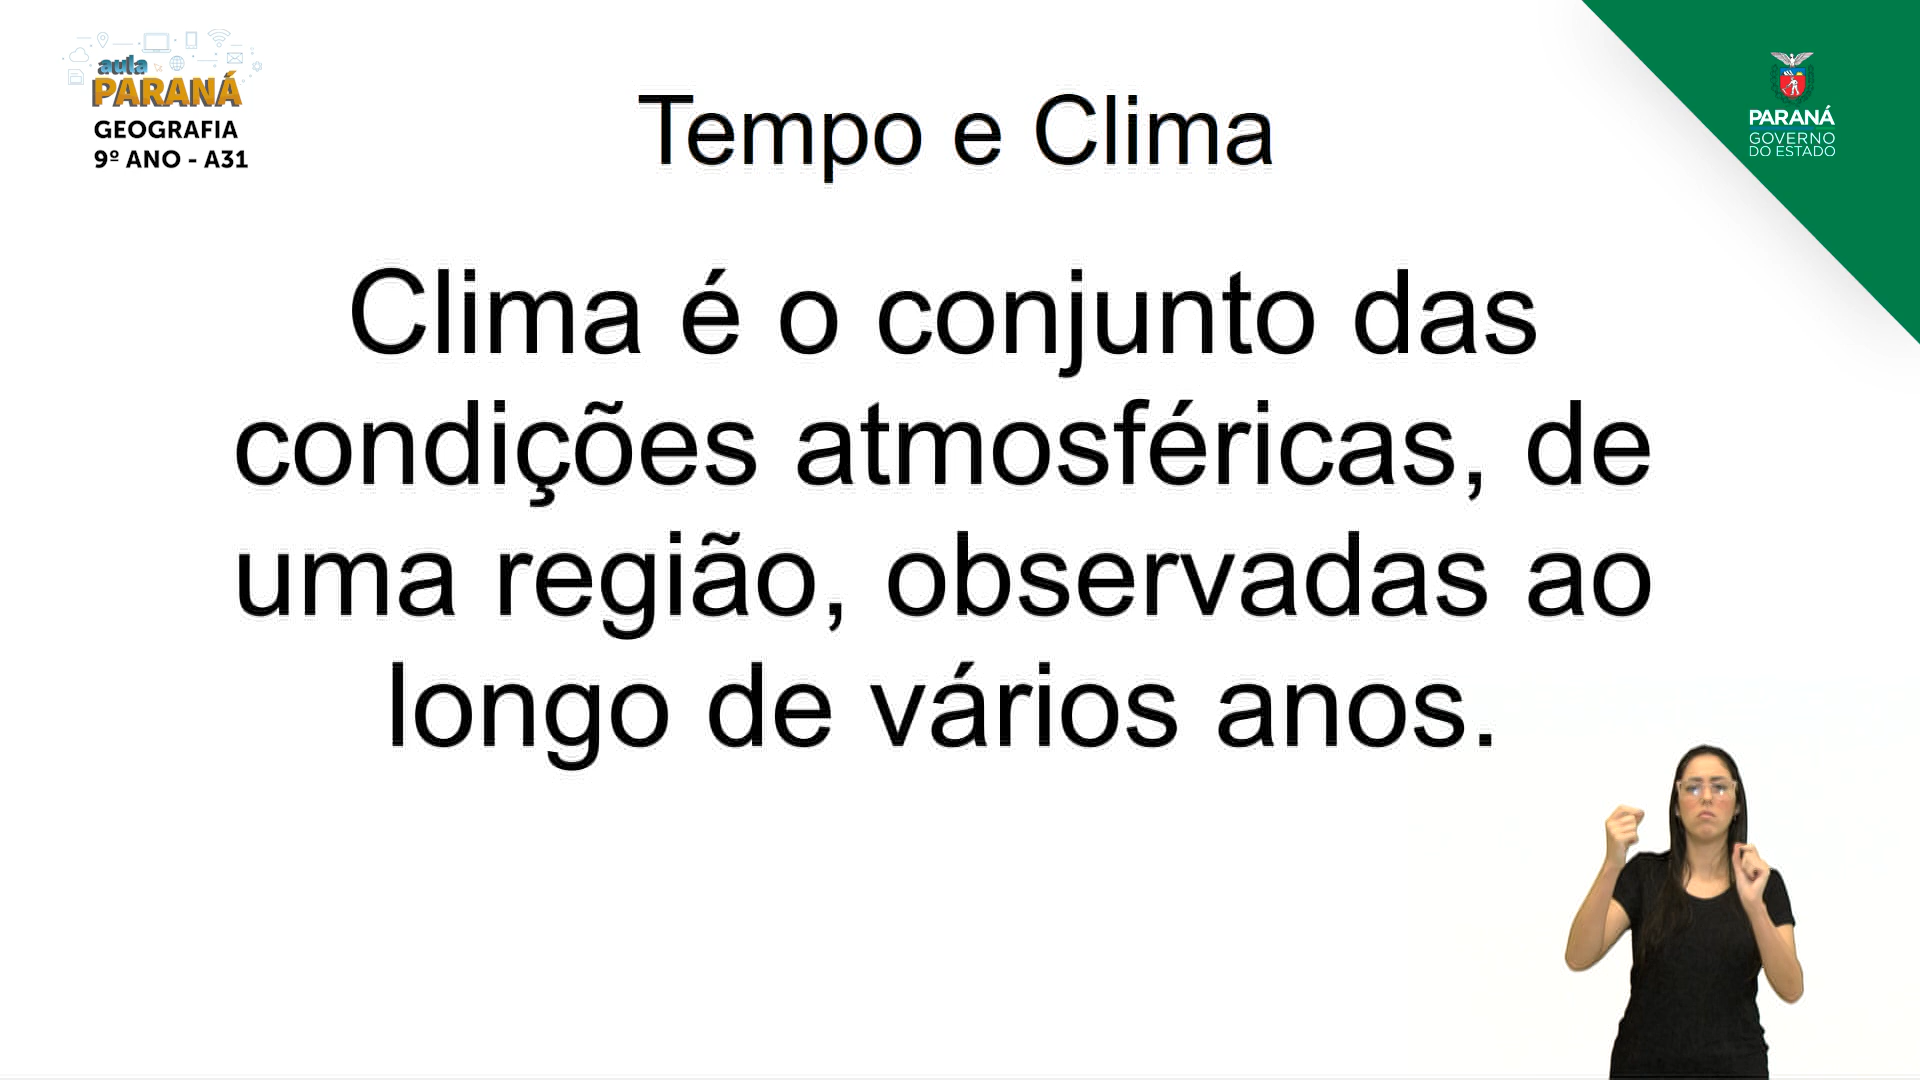 aula
PARANÁ
GEOGRAFIA
9º ANO - A31
Tempo e Clima
PARANÁ
GOVERNO
DO ESTADO
Clima é o conjunto das
condições atmosféricas, de
uma região, observadas ao
longo de vários anos.